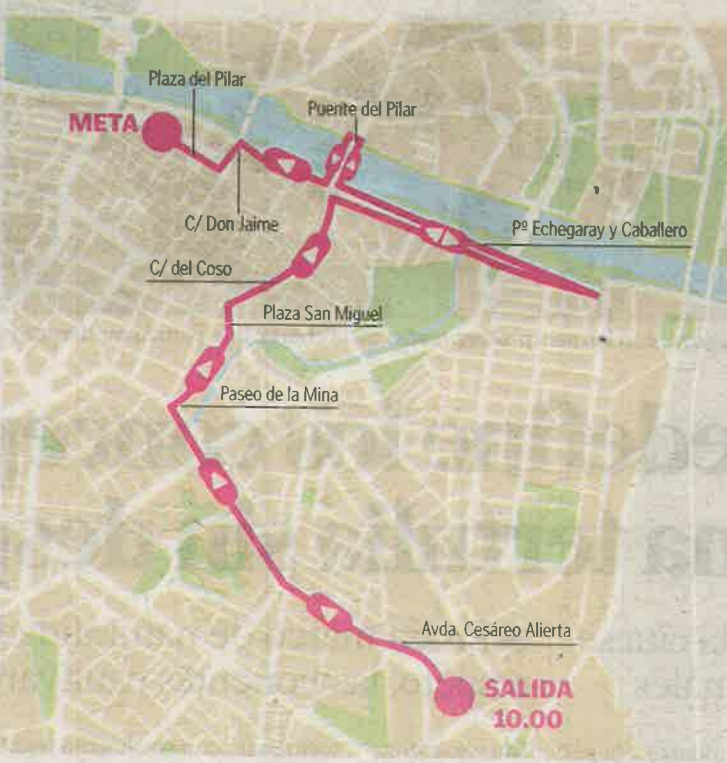 Plaza del Pilar
META
Puente del Pilar
C/ Don Jaime
Pº Echegaray y Caballero
C/ del Coso
Plaza San Miguel
Paseo de la Mina
Avda. Cesáreo Alierta
SALIDA
10.00